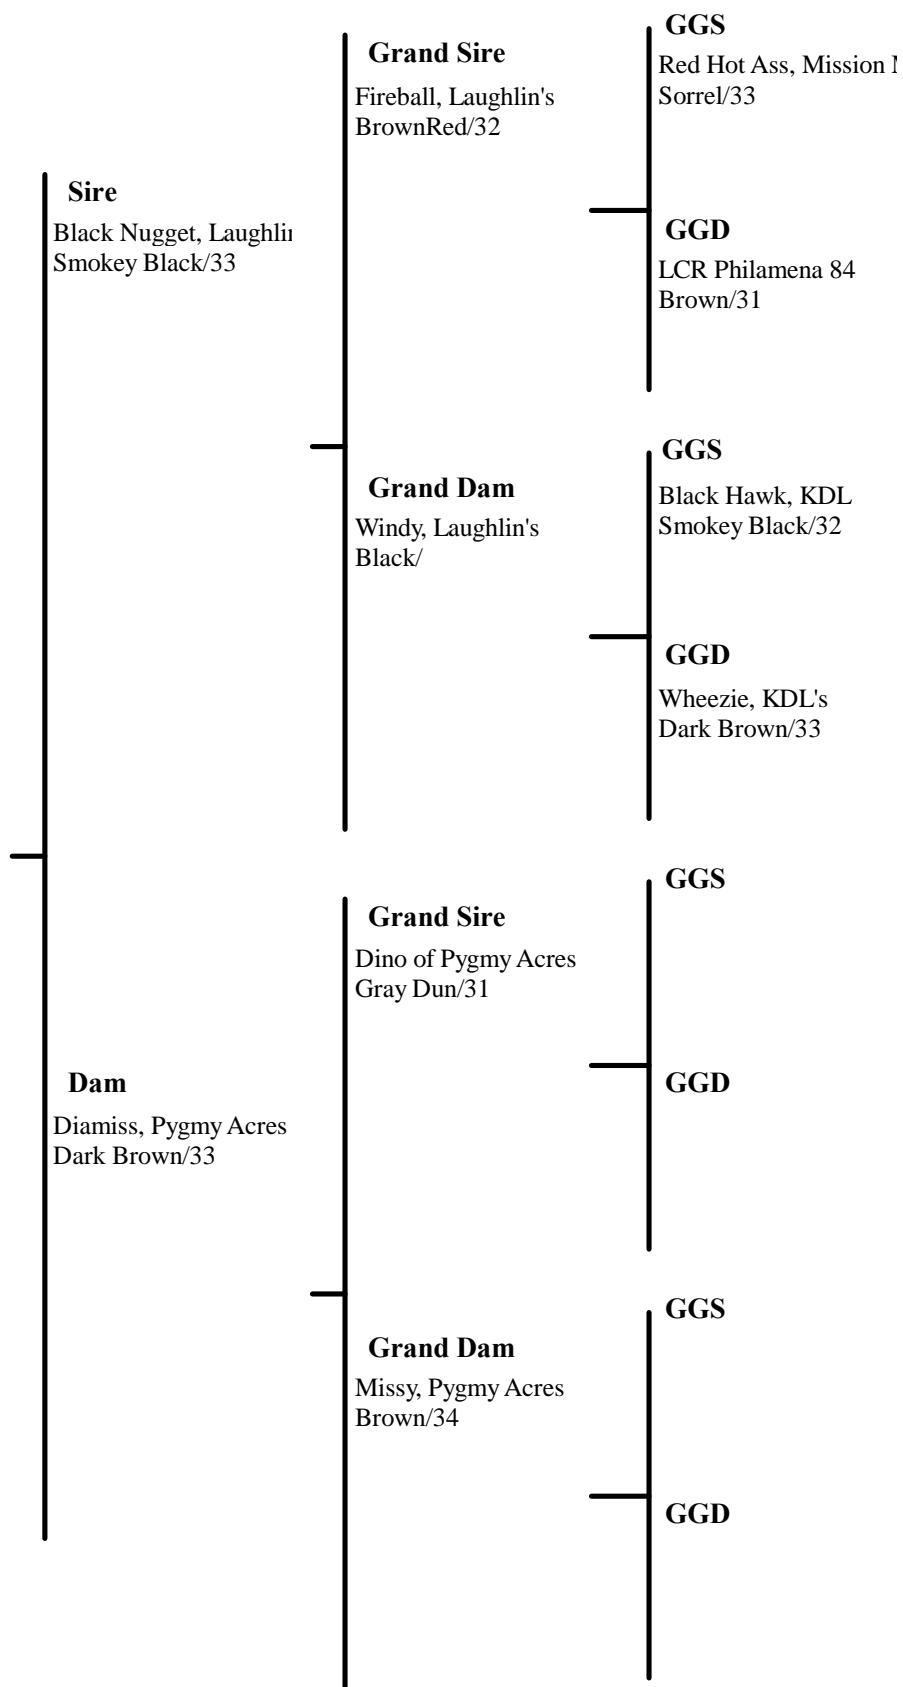 GGS
Red Hot Ass, Mission
Sorrel/33
Grand Sire
Fireball, Laughlin's
BrownRed/32
Sire
Black Nugget,
Smokey Black/33
GGD
LCR Philamena 84
Brown/31
GGS
Black Hawk, KDL
Smokey Black/32
Grand Dam
Windy, Laughlin's
Black/
GGD
Wheezie, KDL's
Dark Brown/33
GGS
Grand Sire
Dino of Pygmy Acres
Gray Dun/31
Dam
Diamiss, Pygmy Acres
Dark Brown/33
GGD
GGS
Grand Dam
Missy, Pygmy Acres
Brown/34
GGD